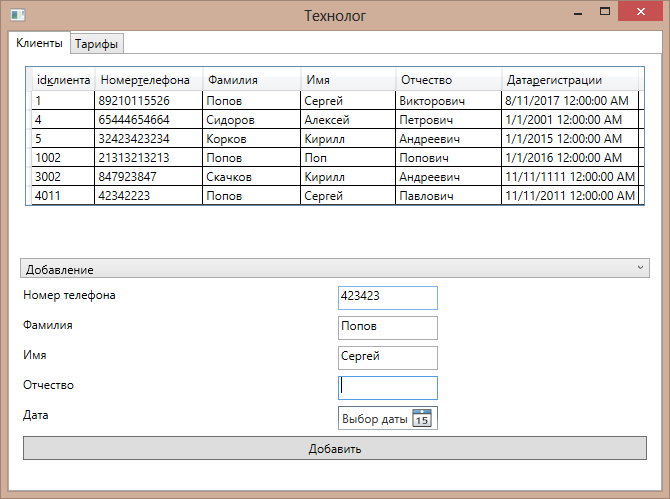 Технолог
Клиенты Тарифы
idклиента Номертелефона Фамилия Имя Отчество Датарегистрации
1 89210115526 Попов Сергей Викторович 8/11/2017 12:00:00 AM
4 65444654664 Сидоров Алексей Петрович 1/1/2001 12:00:00 AM
5 32423423234 Корков Кирилл Андреевич 1/1/2015 12:00:00 AM
1002 21313213213 Попов Поп Попович 1/1/2016 12:00:00 AM
3002 847923847 Скачков Кирилл Андреевич 11/11/1111 12:00:00 AM
4011 42342223 Попов Сергей Павлович 11/11/2011 12:00:00 AM
Добавление
Номер телефона 423423
Фамилия Попов
Имя Сергей
Отчество
Дата Выбор даты 15
Добавить